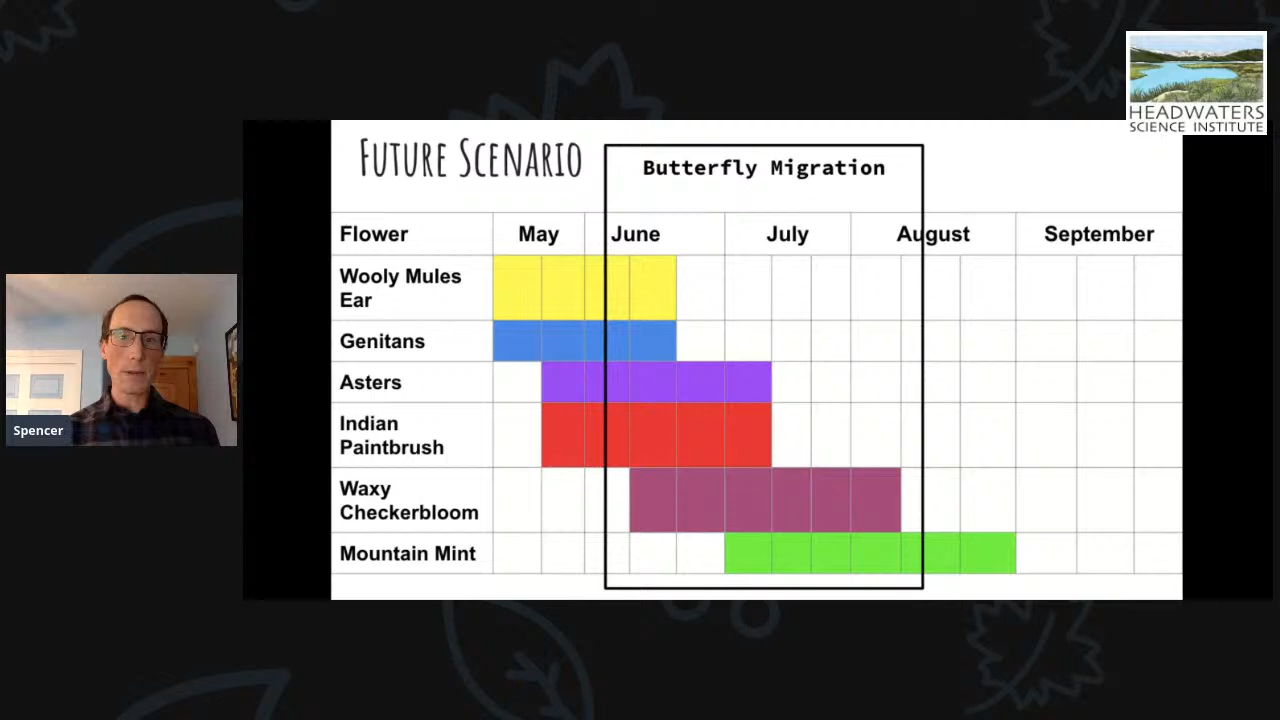 HEADWATERS
SCIENCE INSTITUTE
Future Scenario
Butterfly Migration
Flower May June July August September
Wooly Mules
Ear
Genitans
Asters
Indian
Paintbrush
Waxy
Checkerbloom
Mountain Mint
Spencer